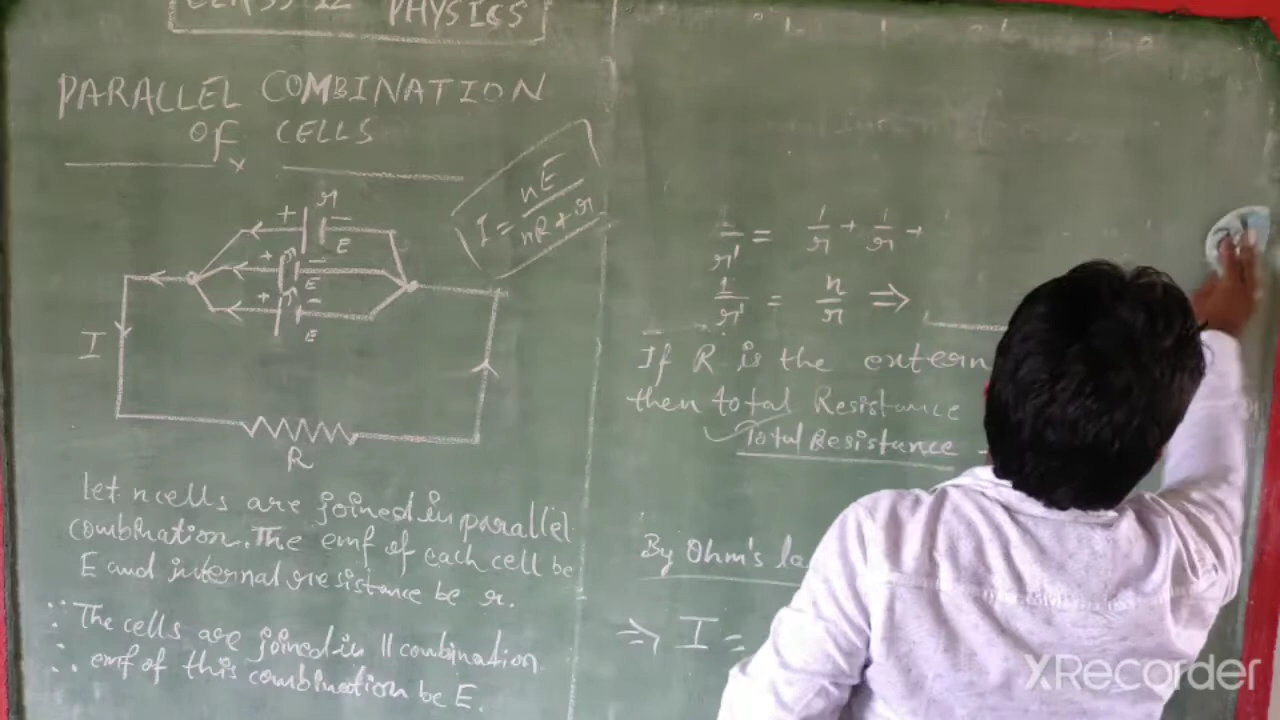 CLASS 12 PHYSICS
PARALLEL COMBINATION
OF CELLS
x
I = nE/nR + r
+ r −
E
+ r −
E
+ r −
E
I
R
Let n cells are joined in parallel
combination. The emf of each cell be
E and internal resistance be r.
∵ The cells are joined in || combination
∴ emf of this combination be E.
1/r' = 1/r + 1/r +
1/r' = n/r ⇒
If R is the extern
then total Resistance
Total Resistance
By Ohm's la
⇒ I =
XRecorder